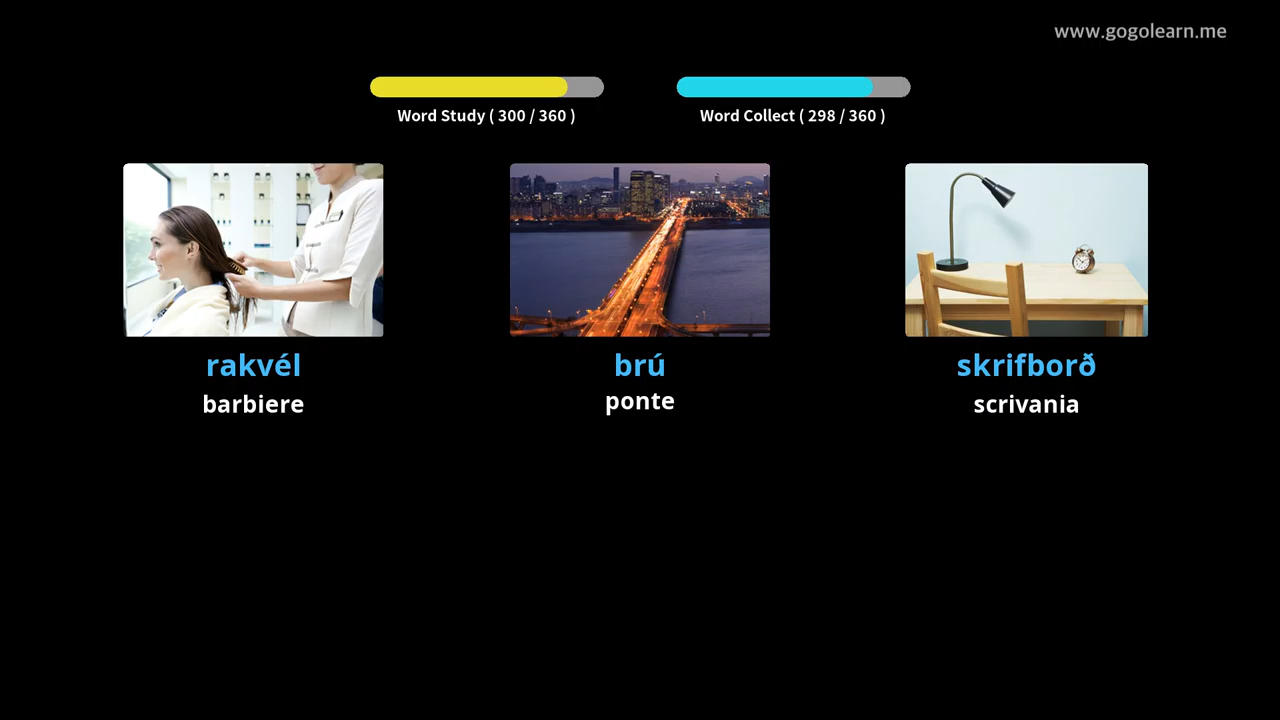 www.gogolearn.me
Word Study ( 300 / 360 )
Word Collect ( 298 / 360 )
rakvél
barbiere
brú
ponte
skrifborð
scrivania